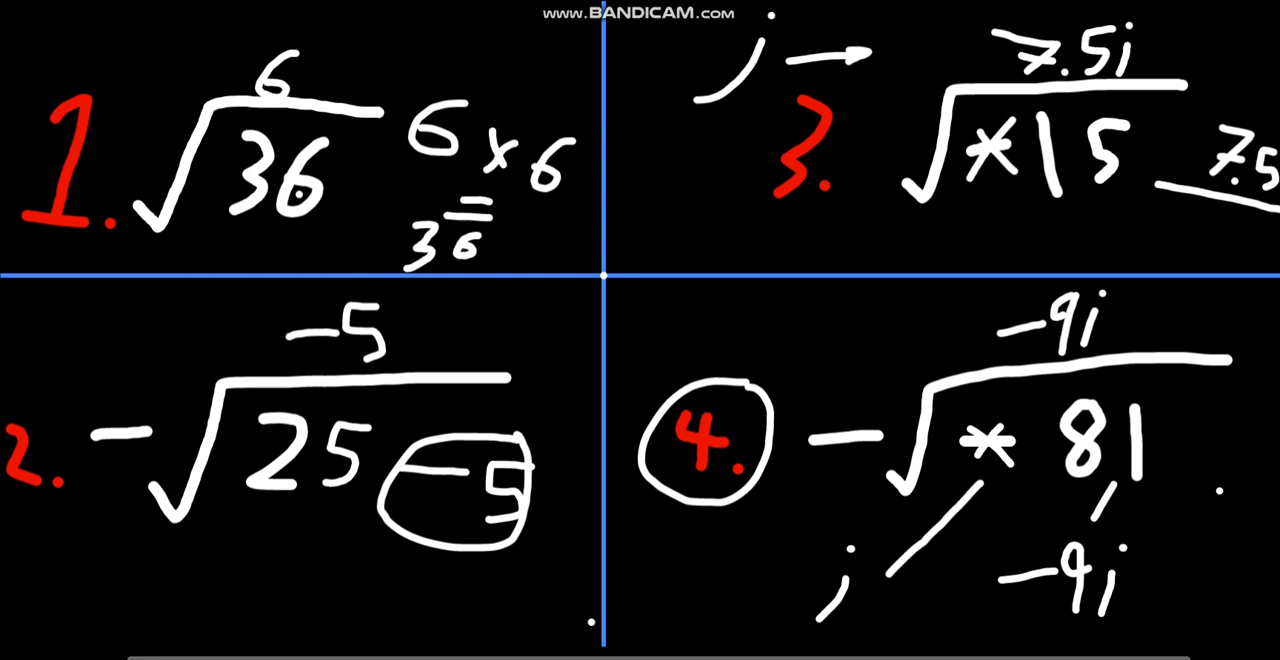 www.BANDICAM.com
1. √36 6
6 x 6
=
36
2. -√25 -5
-5
i →
3. √*15 7.5i
7.5
4. -√*81 -9i
i
-9i